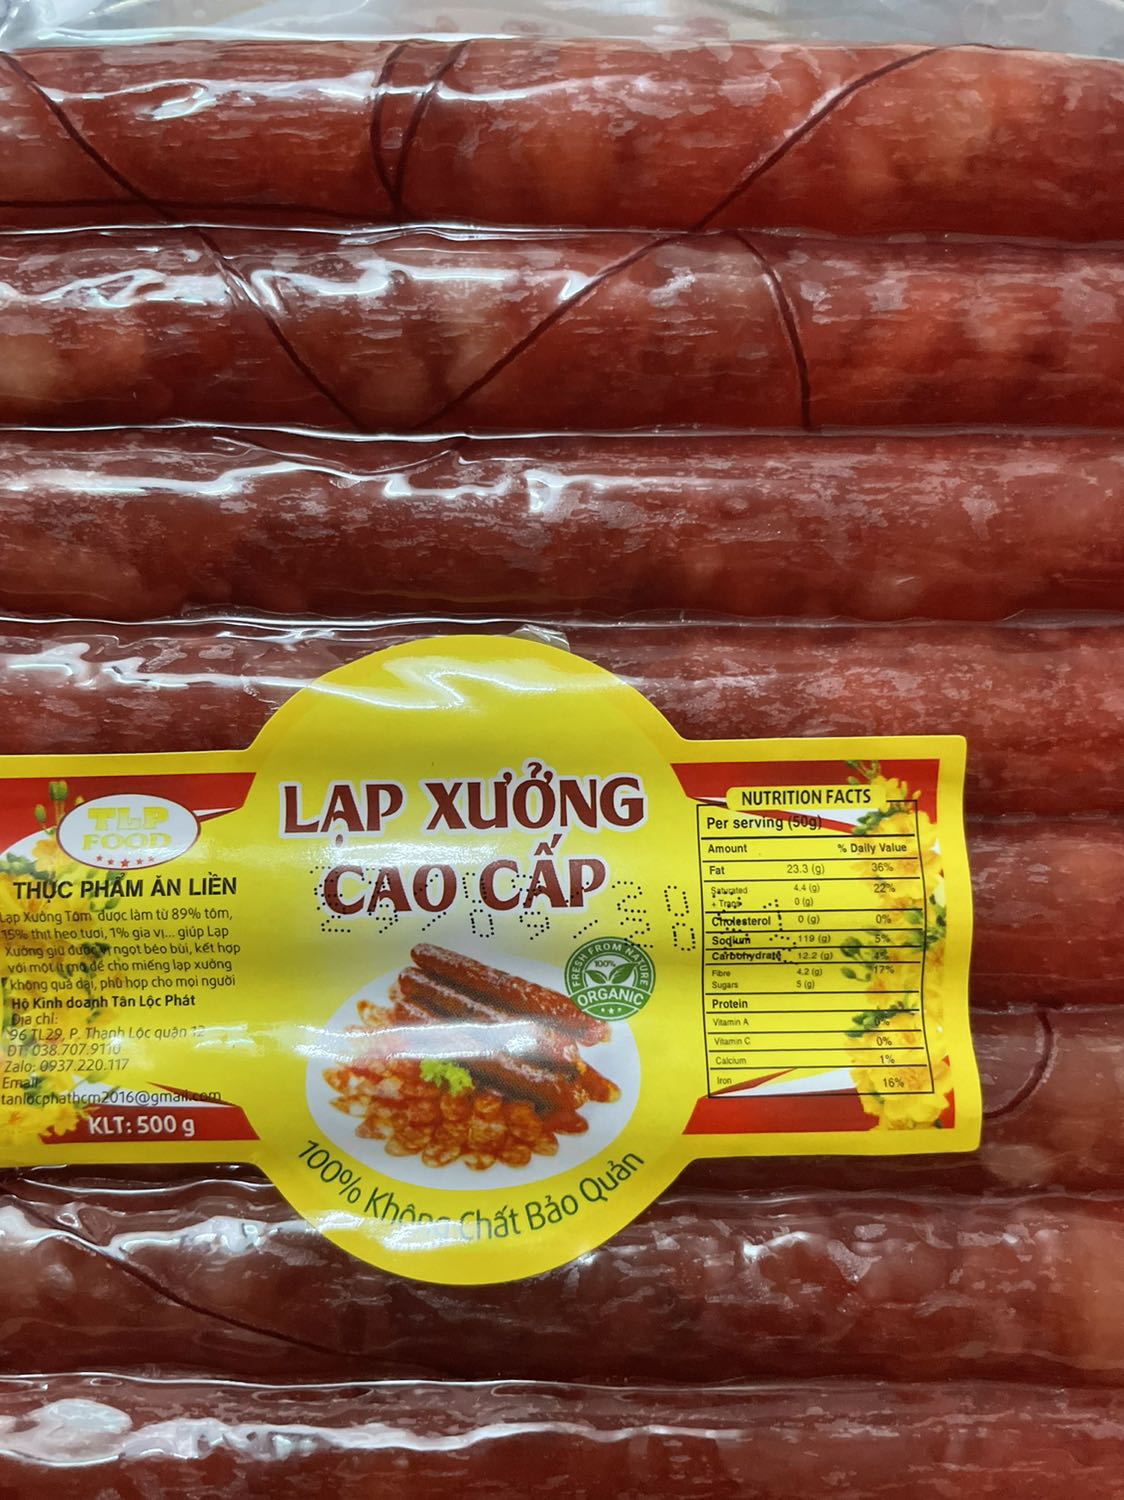 TLP
FOOD
THỰC PHẨM ĂN LIỀN
Lạp Xưởng Tôm được làm từ 89% tôm,
15% thịt heo tươi, 1% gia vị... giúp Lạp
Xưởng giữ được vị ngọt béo bùi, kết hợp
với một ít mỡ để cho miếng lạp xưởng
không quá dai, phù hợp cho mọi người
Hộ Kinh doanh Tân Lộc Phát
Địa chỉ:
96 TL29, P. Thạnh Lộc quận 12
ĐT: 038.707.9110
Zalo: 0937.220.117
Email:
tanlocphathcm2016@gmail.com
KLT: 500 g
LẠP XƯỞNG
CAO CẤP
FRESH FROM NATURE
100%
ORGANIC
100% Không Chất Bảo Quản
NUTRITION FACTS
Per serving (50g)
Amount % Daily Value
Fat 23.3 (g) 36%
Saturated 4.4 (g) 22%
+ Trans 0 (g)
Cholesterol 0 (g) 0%
Sodium 119 (g) 5%
Carbohydrate 12.2 (g) 4%
Fibre 4.2 (g) 17%
Sugars 5 (g)
Protein
Vitamin A 0%
Vitamin C 0%
Calcium 1%
Iron 16%